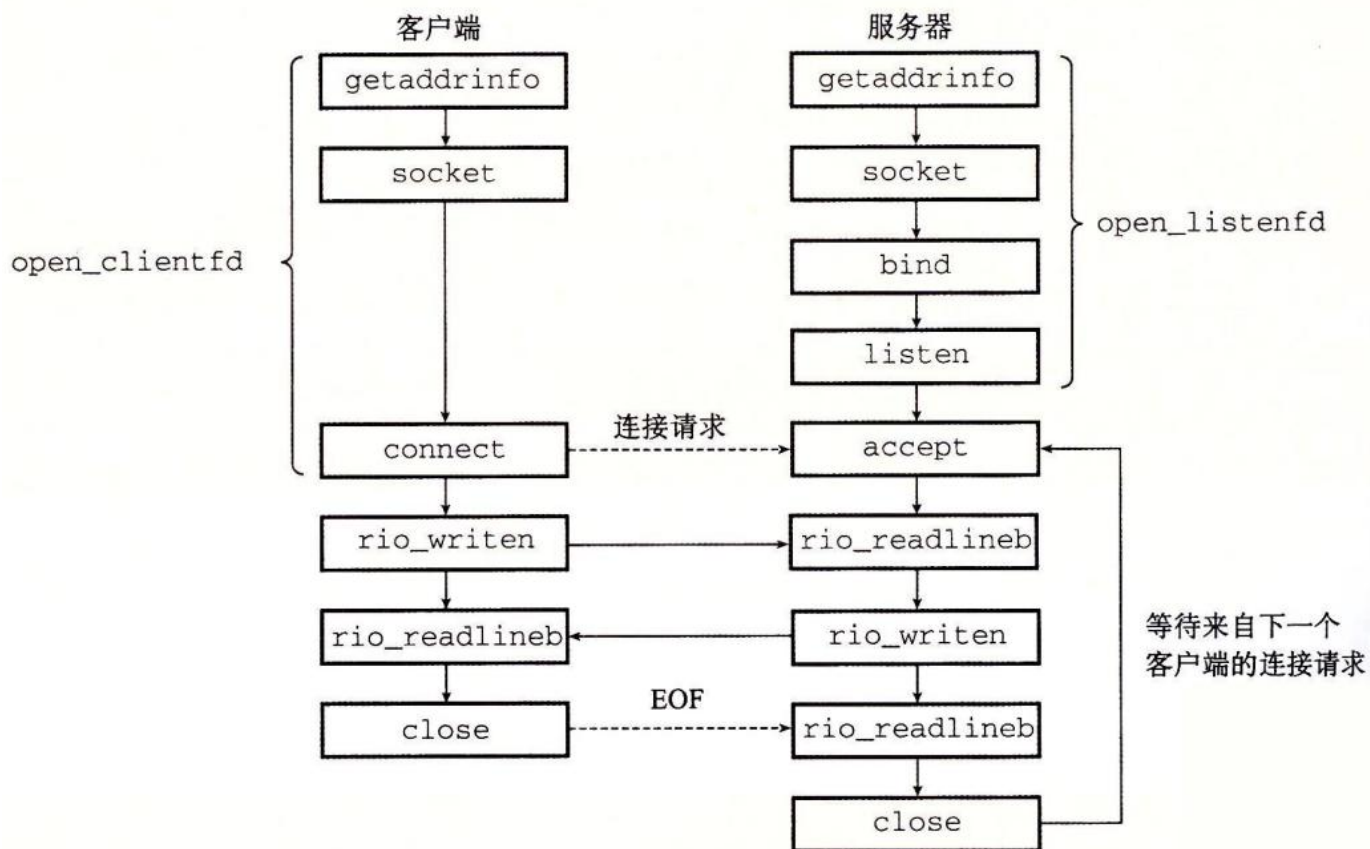 客户端
服务器
getaddrinfo
getaddrinfo
socket
socket
open_clientfd
bind
open_listenfd
listen
连接请求
connect
accept
rio_writen
rio_readlineb
rio_readlineb
rio_writen
等待来自下一个
客户端的连接请求
EOF
close
rio_readlineb
close